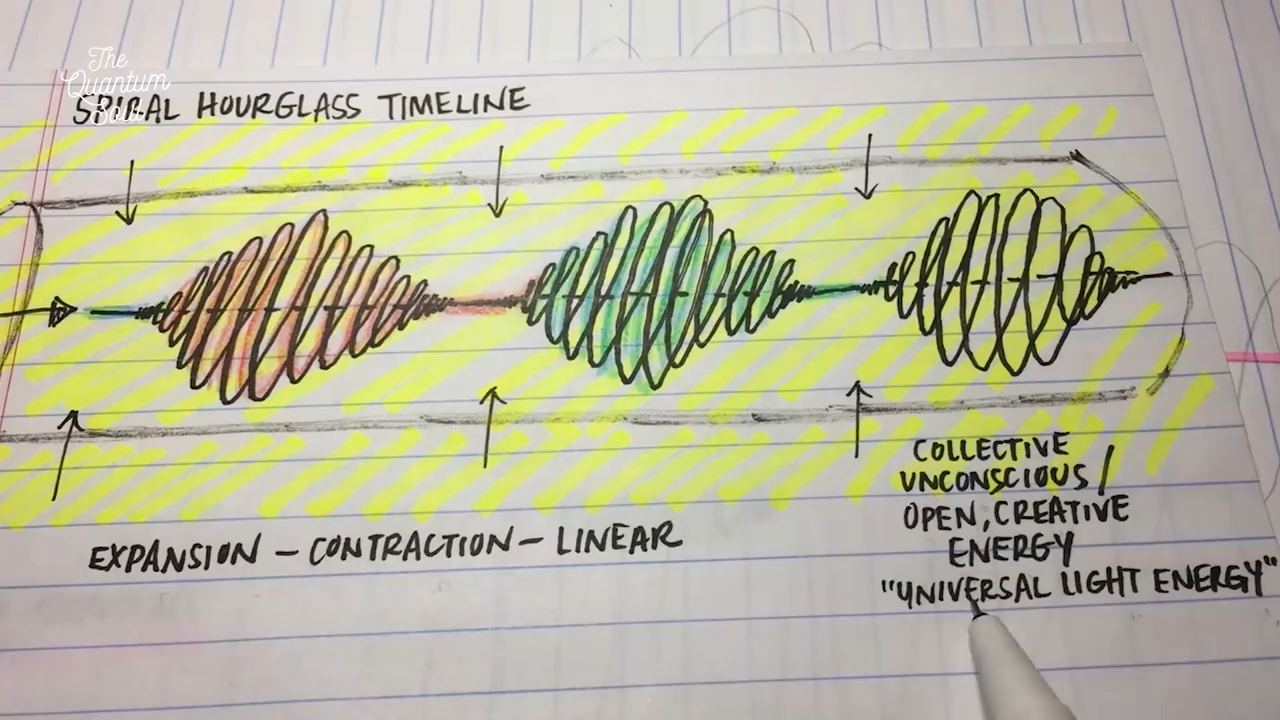 The
Quantum
SPIRAL HOURGLASS TIMELINE
EXPANSION - CONTRACTION - LINEAR
COLLECTIVE
UNCONSCIOUS /
OPEN, CREATIVE
ENERGY
"UNIVERSAL LIGHT ENERGY"